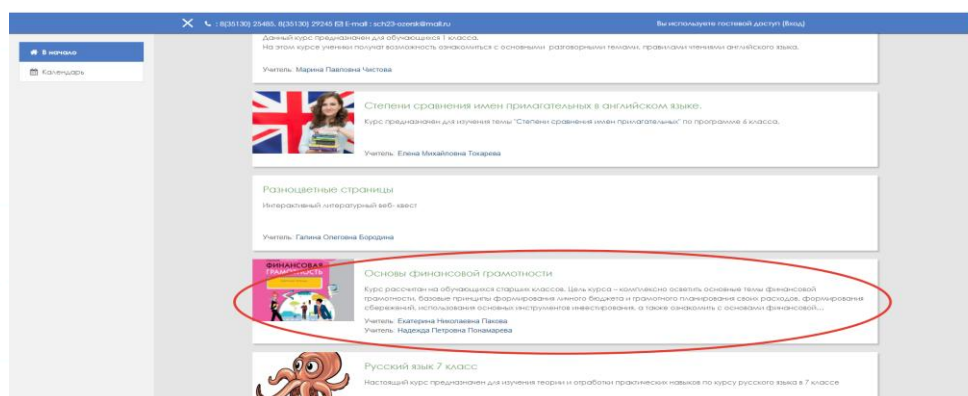 : 8(35130) 25485, 8(35130) 29245 E-mail : sch23-ozersk@mail.ru
Вы используете гостевой доступ (Вход)
В начало
Календарь
Данный курс предназначен для обучающихся 1 класса.
На этом курсе ученики получат возможность ознакомиться с основными разговорными темами, правилами чтениями английского языка.
Учитель: Марина Павловна Чистова
Степени сравнения имен прилагательных в английском языке.
Курс предназначен для изучения темы "Степени сравнения имен прилагательных" по программе 6 класса.
Учитель: Елена Михайловна Токарева
Разноцветные страницы
Интерактивный литературный веб- квест
Учитель: Галина Олеговна Бородина
ФИНАНСОВАЯ
ГРАМОТНОСТЬ
Основы финансовой грамотности
Курс рассчитан на обучающихся старших классов. Цель курса – комплексно осветить основные темы финансовой
грамотности, базовые принципы формирования личного бюджета и грамотного планирования своих расходов, формирования
сбережений, использования основных инструментов инвестирования, а также ознакомить с основами финансовой...
Учитель: Екатерина Николаевна Пахова
Учитель: Надежда Петровна Понамарева
Русский язык 7 класс
Настоящий курс предназначен для изучения теории и отработки практических навыков по курсу русского языка в 7 классе